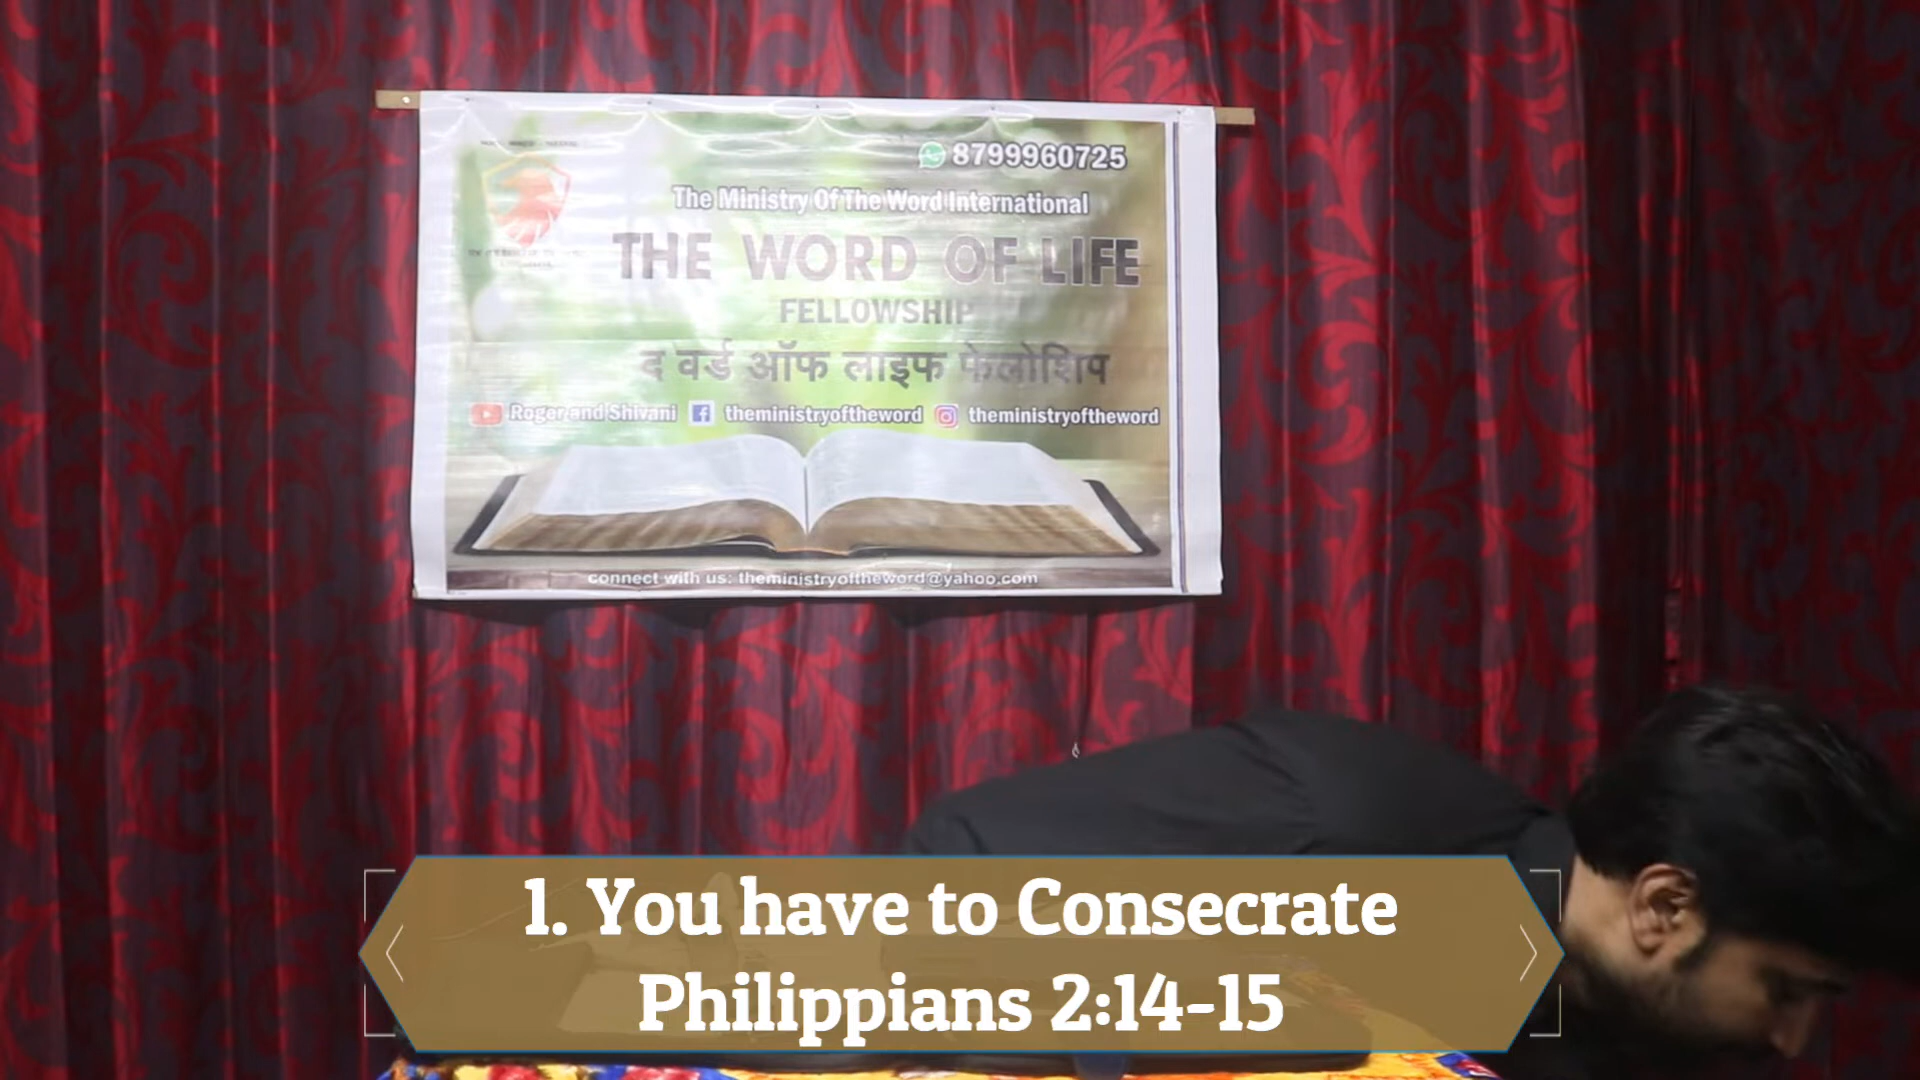 8799960725
The Ministry Of The Word International
THE WORD OF LIFE
FELLOWSHIP
द वर्ड ऑफ लाइफ फेलोशिप
Roger and Shivani theministryoftheword theministryoftheword
connect with us: theministryoftheword@yahoo.com
1. You have to Consecrate
Philippians 2:14-15